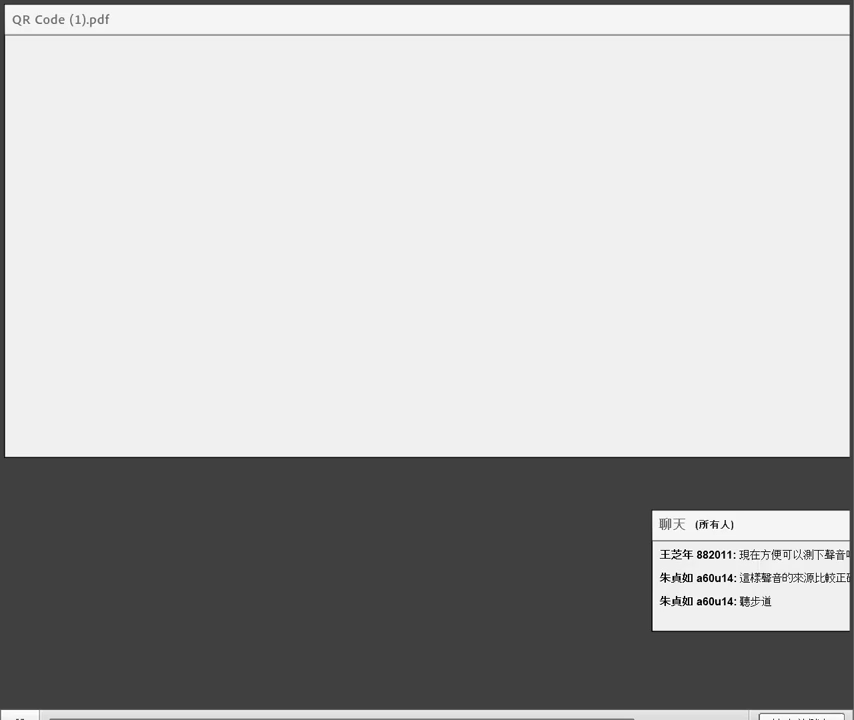 QR Code (1).pdf
聊天 (所有人)
王芝年 882011: 現在方便可以測下聲音
朱貞如 a60u14: 這樣聲音的來源比較正
朱貞如 a60u14: 聽步道